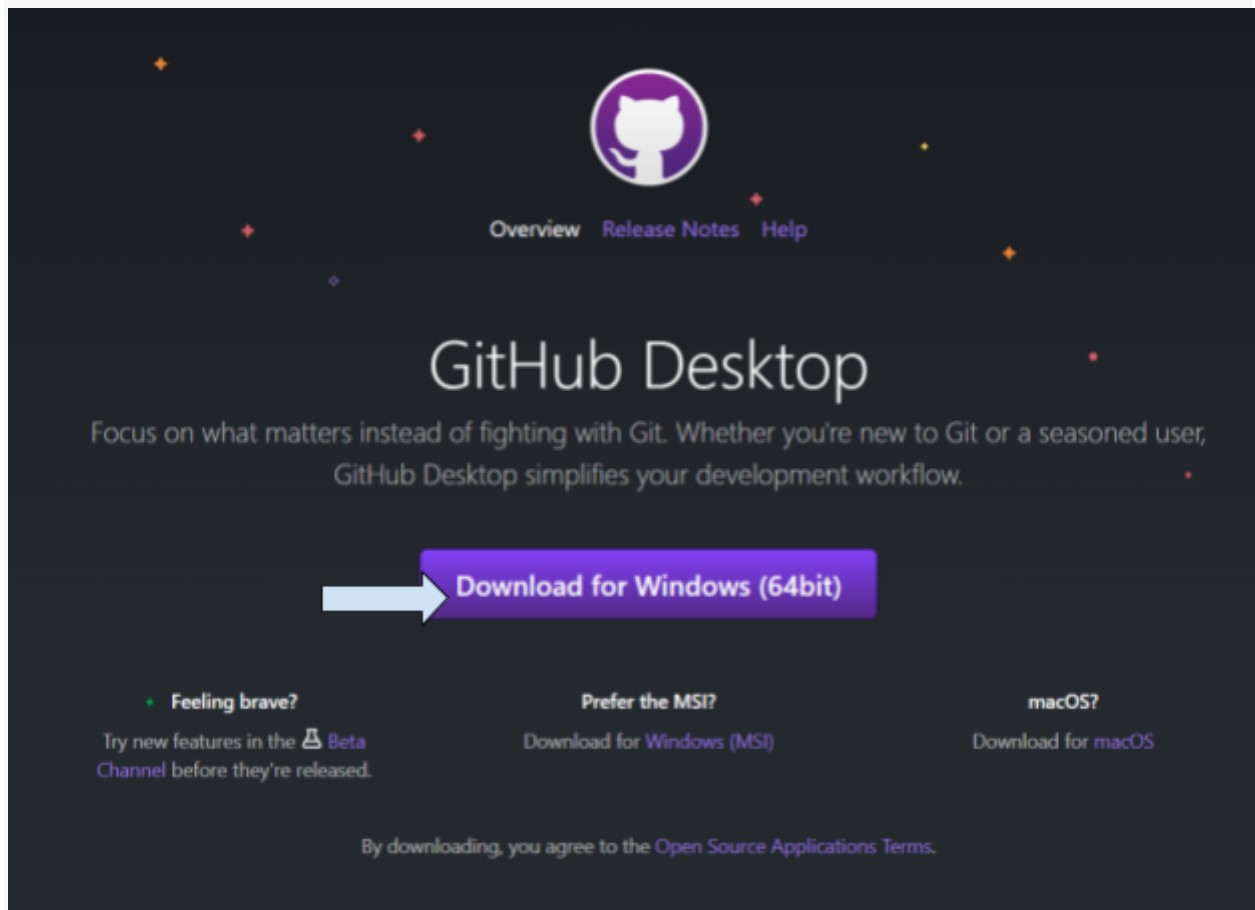 Overview Release Notes Help
GitHub Desktop
Focus on what matters instead of fighting with Git. Whether you're new to Git or a seasoned user,
GitHub Desktop simplifies your development workflow.
Download for Windows (64bit)
Feeling brave?
Try new features in the Beta
Channel before they're released.
Prefer the MSI?
Download for Windows (MSI)
macOS?
Download for macOS
By downloading, you agree to the Open Source Applications Terms.